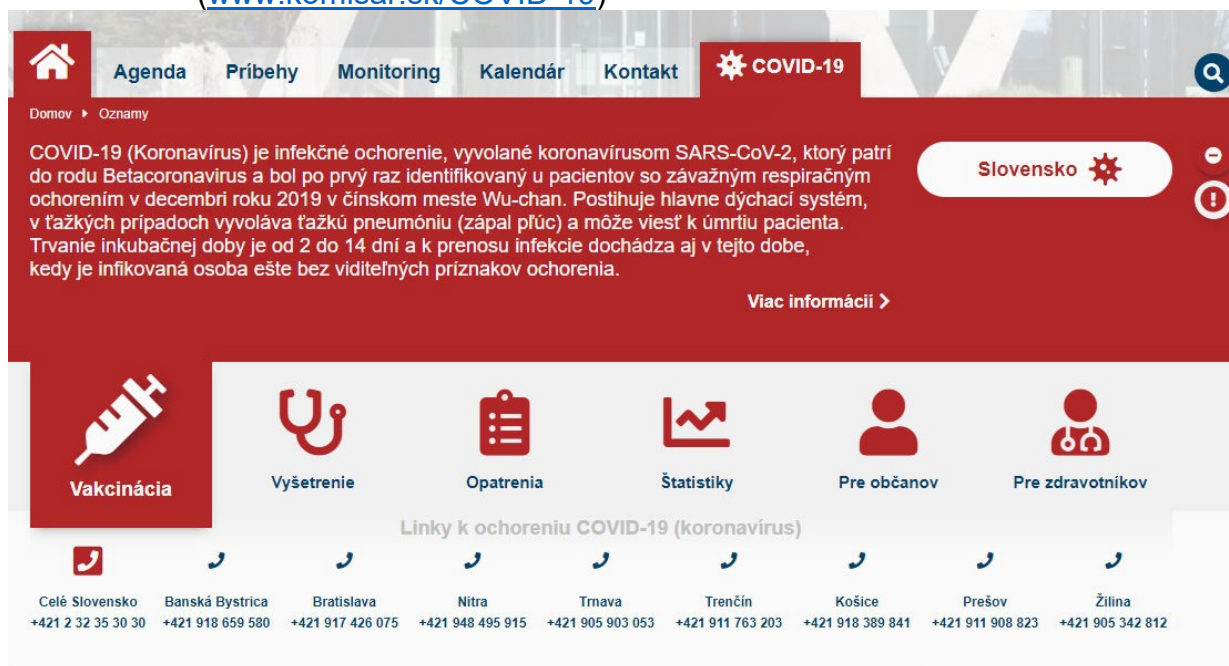 (www.komisar.sk/COVID-19)
Agenda Príbehy Monitoring Kalendár Kontakt COVID-19
Domov Oznamy
COVID-19 (Koronavírus) je infekčné ochorenie, vyvolané koronavírusom SARS-CoV-2, ktorý patrí
do rodu Betacoronavirus a bol po prvý raz identifikovaný u pacientov so závažným respiračným
ochorením v decembri roku 2019 v čínskom meste Wu-chan. Postihuje hlavne dýchací systém,
v ťažkých prípadoch vyvoláva ťažkú pneumóniu (zápal pľúc) a môže viesť k úmrtiu pacienta.
Trvanie inkubačnej doby je od 2 do 14 dní a k prenosu infekcie dochádza aj v tejto dobe,
kedy je infikovaná osoba ešte bez viditeľných príznakov ochorenia.
Viac informácií
Slovensko
Vakcinácia Vyšetrenie Opatrenia Štatistiky Pre občanov Pre zdravotníkov
Linky k ochoreniu COVID-19 (koronavírus)
Celé Slovensko Banská Bystrica Bratislava Nitra Trnava Trenčín Košice Prešov Žilina
+421 2 32 35 30 30 +421 918 659 580 +421 917 426 075 +421 948 495 915 +421 905 903 053 +421 911 763 203 +421 918 389 841 +421 911 908 823 +421 905 342 812